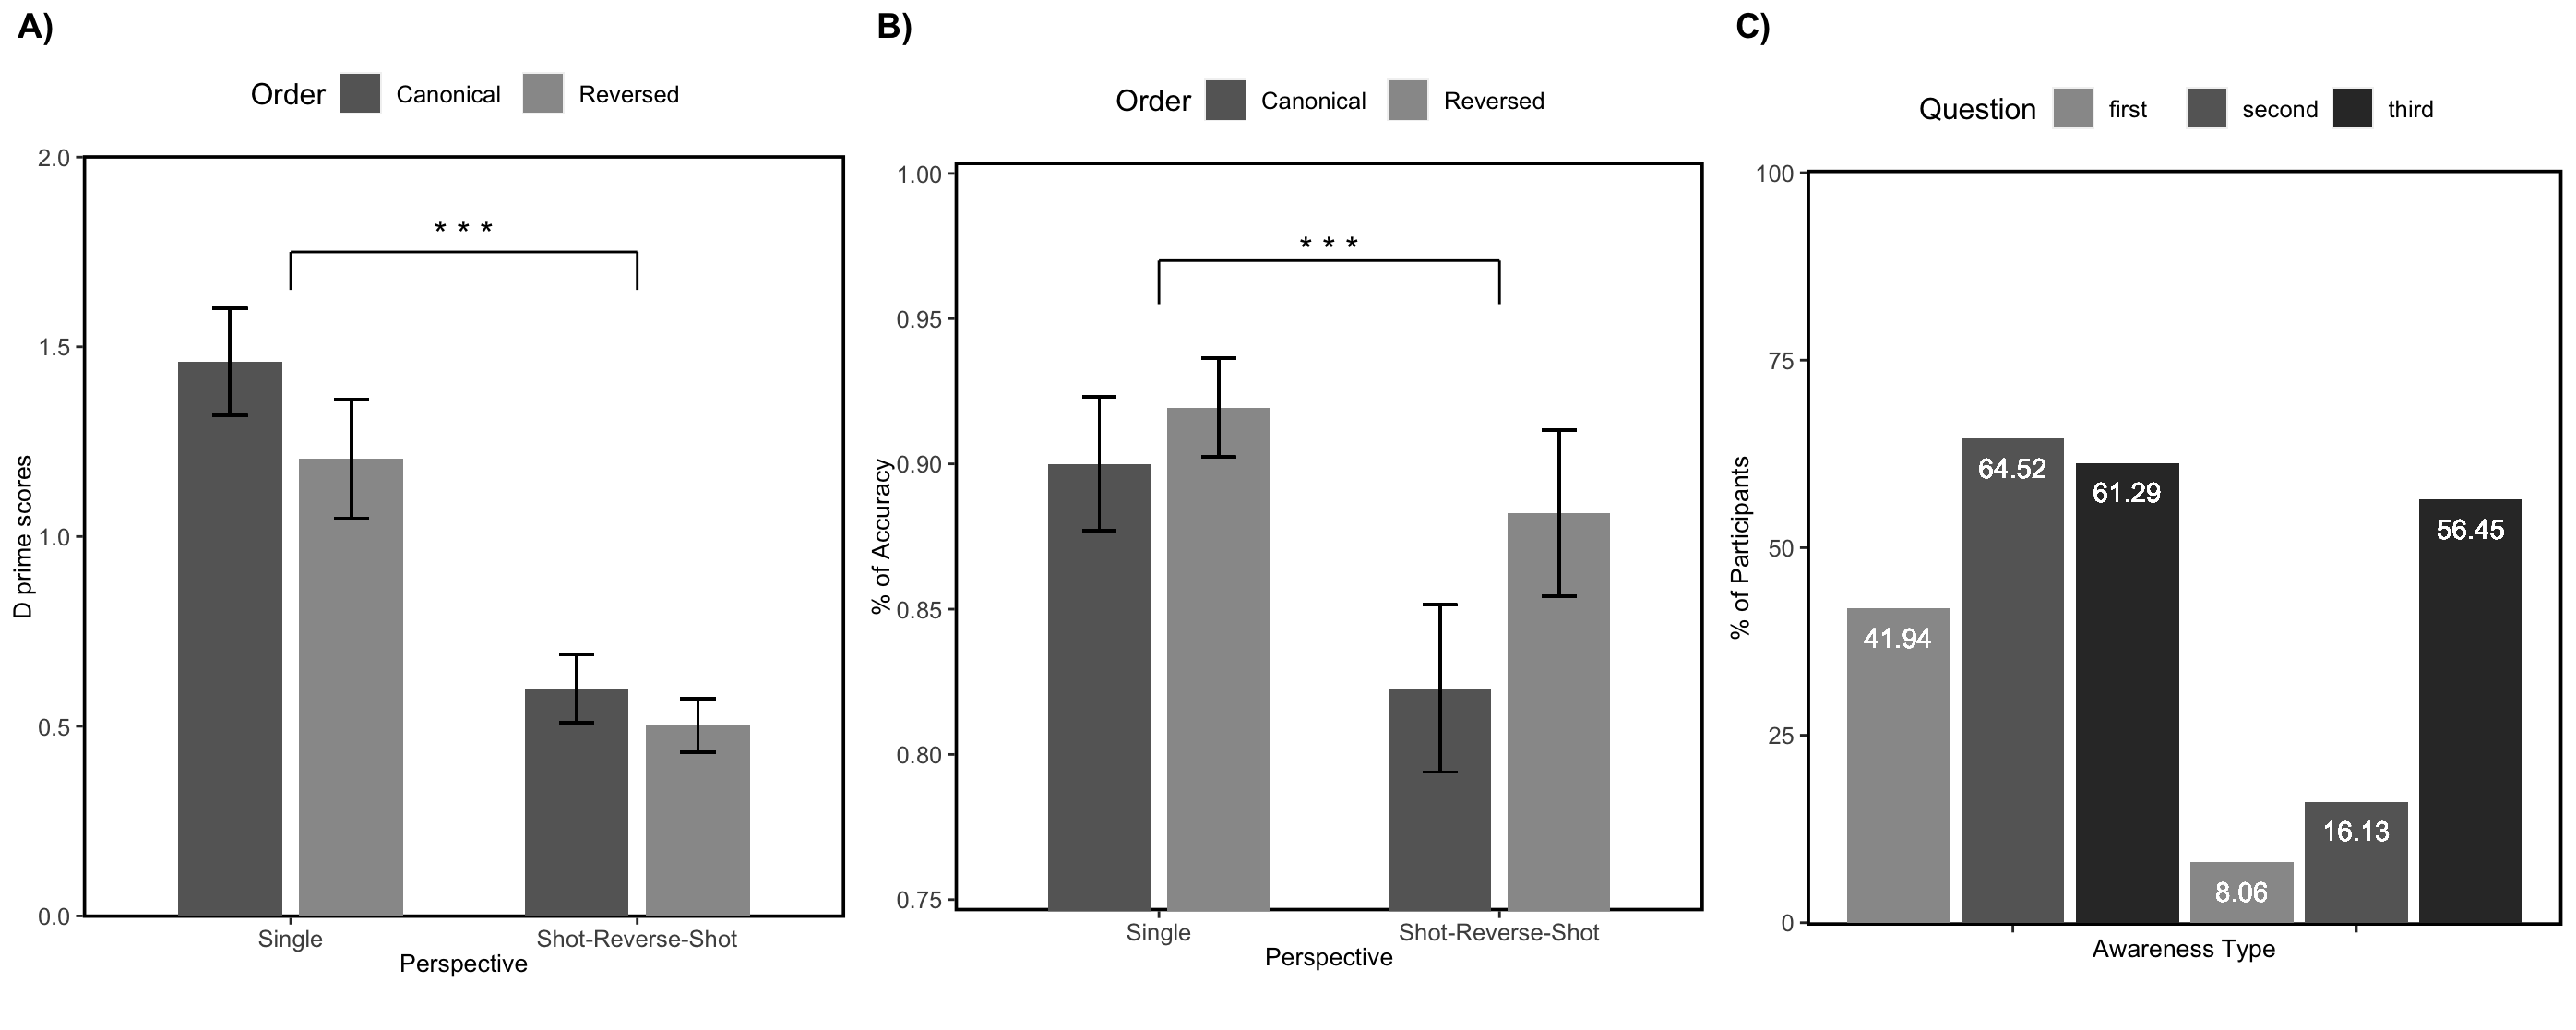 A)
Order Canonical Reversed
2.0
1.5
1.0
0.5
0.0
D prime scores
* * *
Single Shot-Reverse-Shot
Perspective
B)
Order Canonical Reversed
1.00
0.95
0.90
0.85
0.80
0.75
% of Accuracy
* * *
Single Shot-Reverse-Shot
Perspective
C)
Question first second third
100
75
50
25
0
% of Participants
41.94 64.52 61.29 8.06 16.13 56.45
Awareness Type